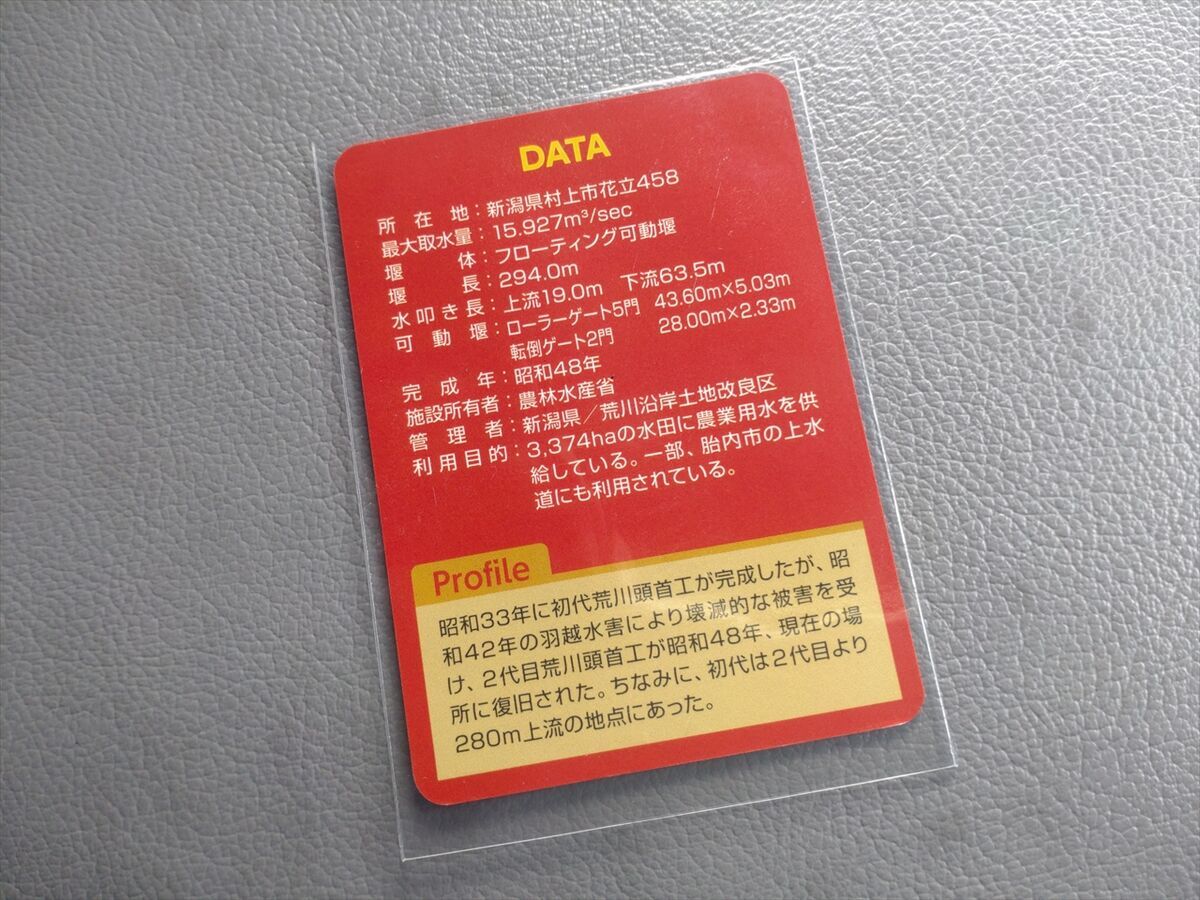 DATA
所在地：新潟県村上市花立458
最大取水量：15.927m³/sec
堰体：フローティング可動堰
堰長：294.0m
水叩き長：上流19.0m 下流63.5m
可動堰：ローラーゲート5門 43.60m×5.03m
転倒ゲート2門 28.00m×2.33m
完成年：昭和48年
施設所有者：農林水産省
管理者：新潟県／荒川沿岸土地改良区
利用目的：3,374haの水田に農業用水を供
給している。一部、胎内市の上水
道にも利用されている。
Profile
昭和33年に初代荒川頭首工が完成したが、昭
和42年の羽越水害により壊滅的な被害を受
け、2代目荒川頭首工が昭和48年、現在の場
所に復旧された。ちなみに、初代は2代目より
280m上流の地点にあった。